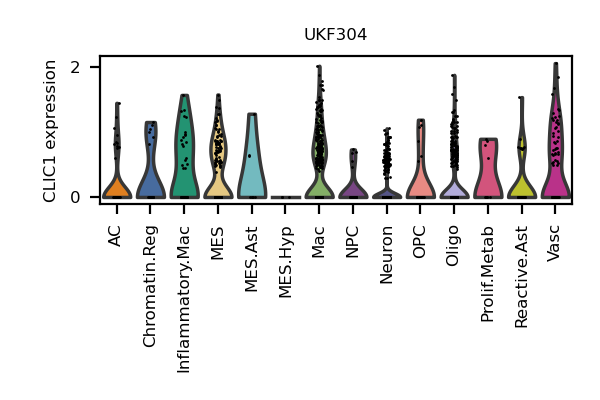 UKF304
CLIC1 expression
2
0
AC
Chromatin.Reg
Inflammatory.Mac
MES
MES.Ast
MES.Hyp
Mac
NPC
Neuron
OPC
Oligo
Prolif.Metab
Reactive.Ast
Vasc